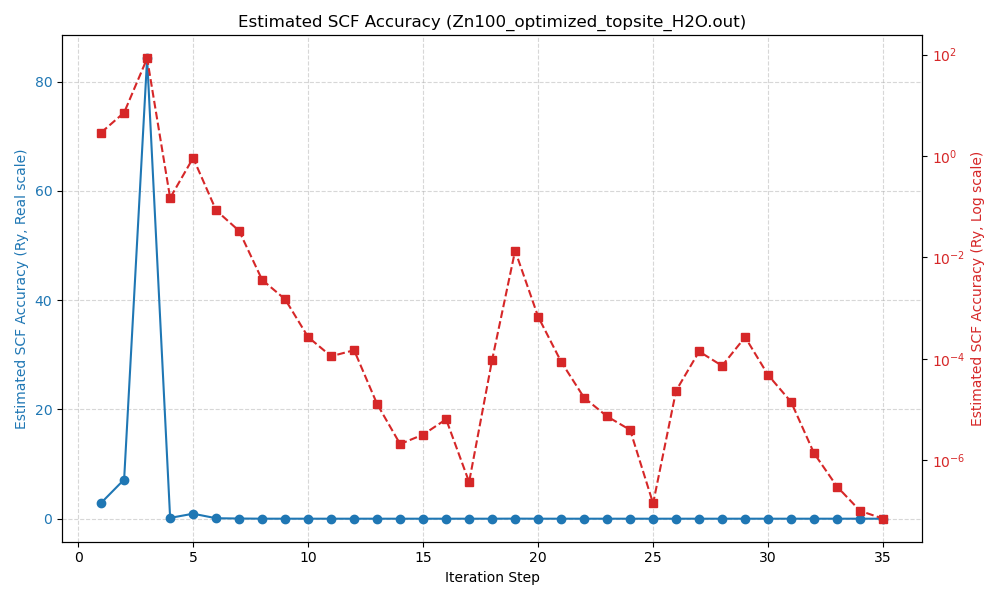 Estimated SCF Accuracy (Zn100_optimized_topsite_H2O.out)
Estimated SCF Accuracy (Ry, Real scale)
80
60
40
20
0
10^2
10^0
10^-2
10^-4
10^-6
Estimated SCF Accuracy (Ry, Log scale)
0 5 10 15 20 25 30 35
Iteration Step